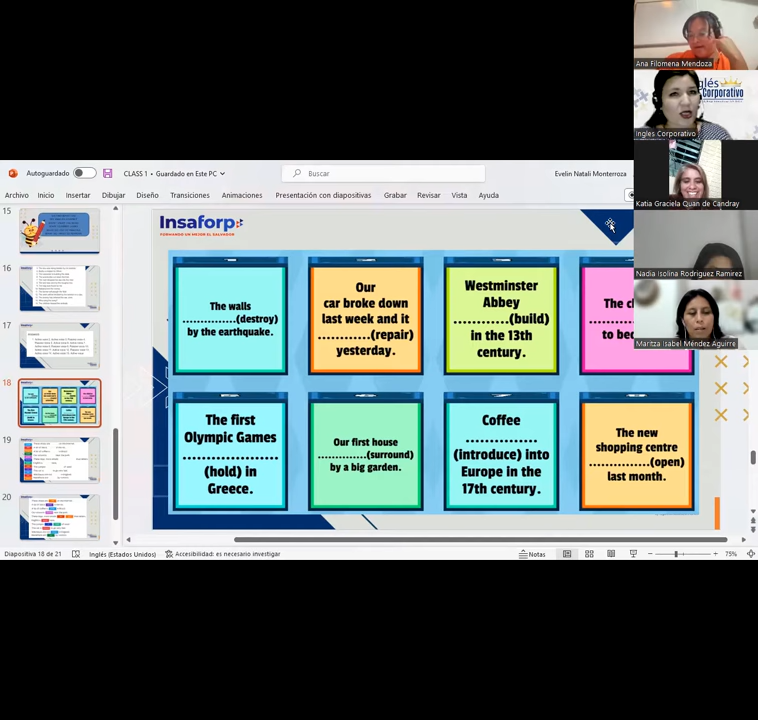 Ana Filomena Mendoza
Inglés
Corporativo
Ingles Corporativo
Katia Graciela Quan de Candray
Nadia Isolina Rodriguez Ramirez
Maritza Isabel Méndez Aguirre
Autoguardado
CLASS 1 • Guardado en Este PC
Buscar
Evelin Natali Monterroza
Archivo Inicio Insertar Dibujar Diseño Transiciones Animaciones Presentación con diapositivas Grabar Revisar Vista Ayuda
15
16
17
18
19
20
Insaforp
FORMANDO UN MEJOR EL SALVADOR
The walls
..............(destroy)
by the earthquake.
Our
car broke down
last week and it
............(repair)
yesterday.
Westminster
Abbey
............(build)
in the 13th
century.
The
to
The first
Olympic Games
.....................
(hold) in
Greece.
Our first house
..............(surround)
by a big garden.
Coffee
................
(introduce) into
Europe in the
17th century.
The new
shopping centre
..............(open)
last month.
Diapositiva 18 de 21
Inglés (Estados Unidos)
Accesibilidad: es necesario investigar
Notas
75%